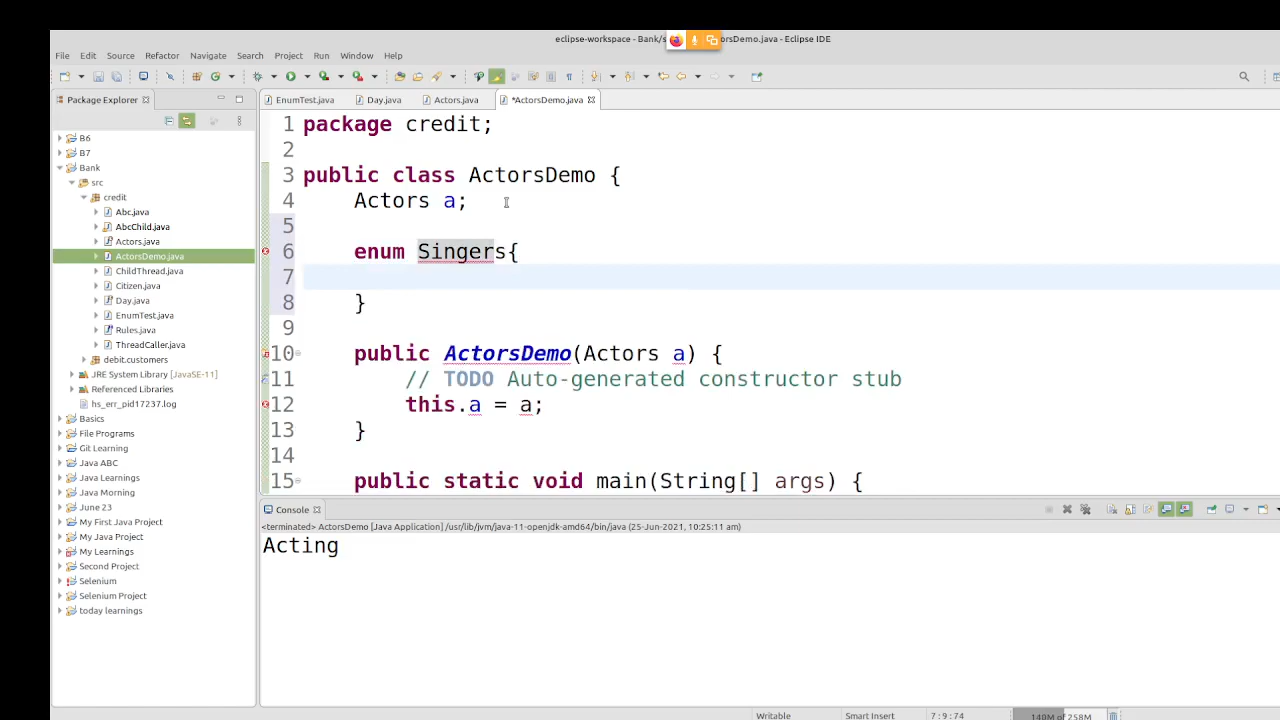 eclipse-workspace - Bank/s
orsDemo.java - Eclipse IDE
File Edit Source Refactor Navigate Search Project Run Window Help
Package Explorer
EnumTest.java Day.java Actors.java *ActorsDemo.java
B6
B7
Bank
src
credit
Abc.java
AbcChild.java
Actors.java
ActorsDemo.java
ChildThread.java
Citizen.java
Day.java
EnumTest.java
Rules.java
ThreadCaller.java
debit.customers
JRE System Library [JavaSE-11]
Referenced Libraries
hs_err_pid17237.log
Basics
File Programs
Git Learning
Java ABC
Java Learnings
Java Morning
June 23
My First Java Project
My Java Project
My Learnings
Second Project
Selenium
Selenium Project
today learnings
1 package credit;
2
3 public class ActorsDemo {
4 Actors a;
5
6 enum Singers{
7
8 }
9
10 public ActorsDemo(Actors a) {
11 // TODO Auto-generated constructor stub
12 this.a = a;
13 }
14
15 public static void main(String[] args) {
Console
<terminated> ActorsDemo [Java Application] /usr/lib/jvm/java-11-openjdk-amd64/bin/java (25-Jun-2021, 10:25:11 am)
Acting
Writable Smart Insert 7 : 9 : 74 140M of 258M